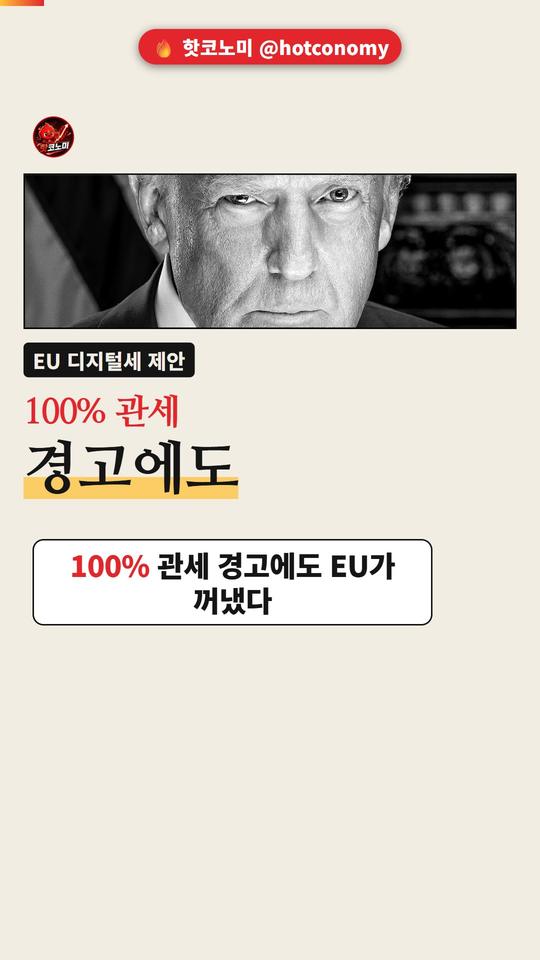 🔥 핫코노미 @hotconomy
핫코노미
EU 디지털세 제안
100% 관세
경고에도
100% 관세 경고에도 EU가
꺼냈다